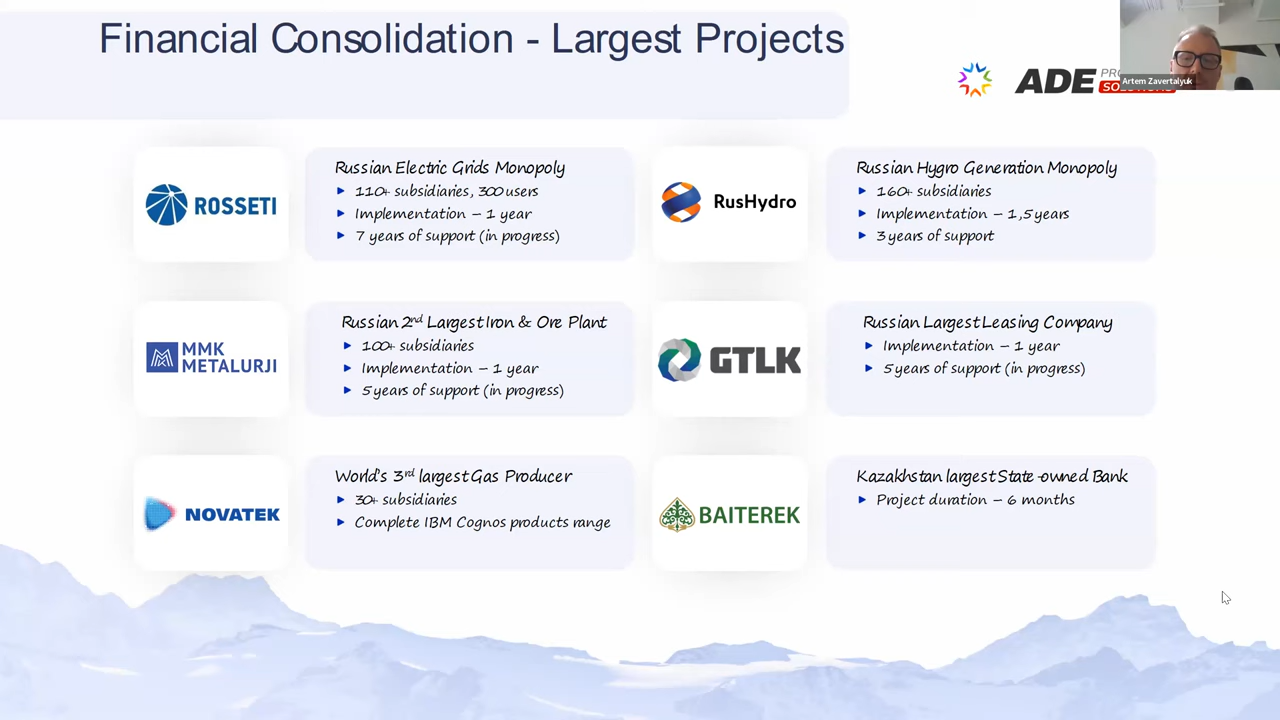 Financial Consolidation - Largest Projects
ADE
Artem Zavertalyuk
ROSSETI
Russian Electric Grids Monopoly
110+ subsidiaries, 300 users
Implementation – 1 year
7 years of support (in progress)
RusHydro
Russian Hygro Generation Monopoly
160+ subsidiaries
Implementation – 1,5 years
3 years of support
MMK
METALURJI
Russian 2nd Largest Iron & Ore Plant
100+ subsidiaries
Implementation – 1 year
5 years of support (in progress)
GTLK
Russian Largest Leasing Company
Implementation – 1 year
5 years of support (in progress)
NOVATEK
World's 3rd largest Gas Producer
30+ subsidiaries
Complete IBM Cognos products range
BAITEREK
Kazakhstan largest State-owned Bank
Project duration – 6 months